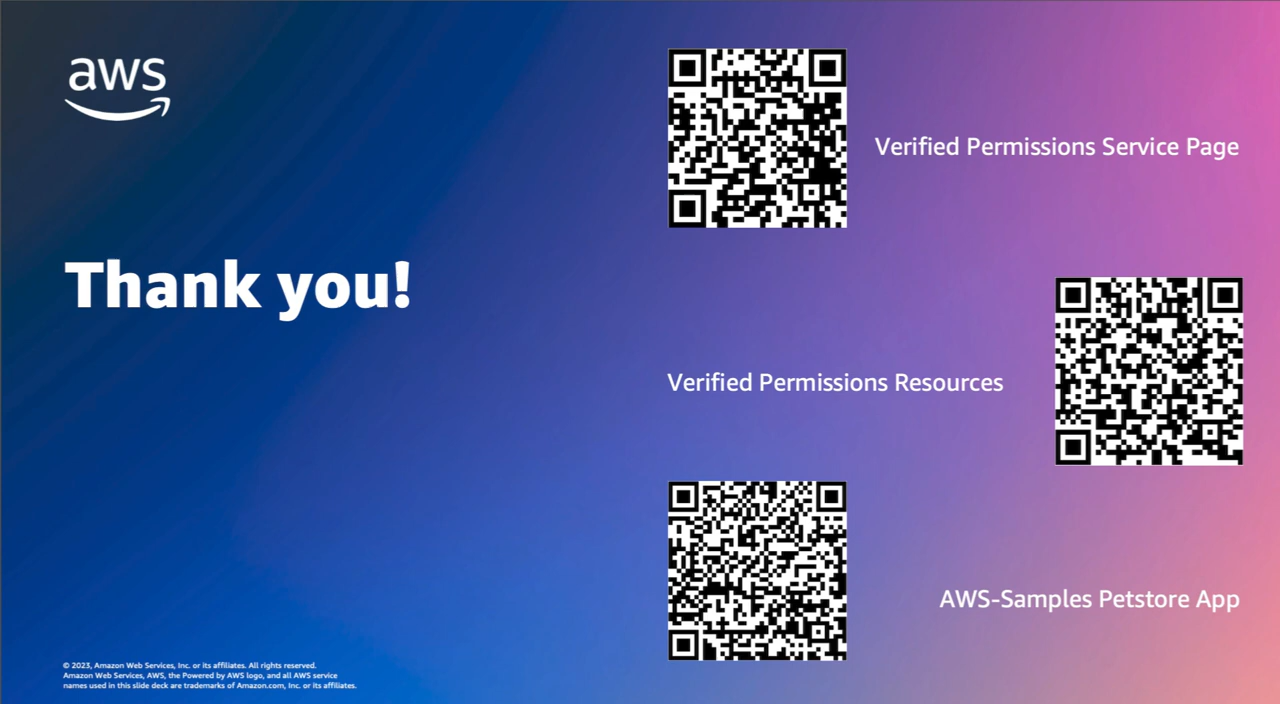 aws
Verified Permissions Service Page
Thank you!
Verified Permissions Resources
AWS-Samples Petstore App
© 2023, Amazon Web Services, Inc. or its affiliates. All rights reserved.
Amazon Web Services, AWS, the Powered by AWS logo, and all AWS service
names used in this slide deck are trademarks of Amazon.com, Inc. or its affiliates.